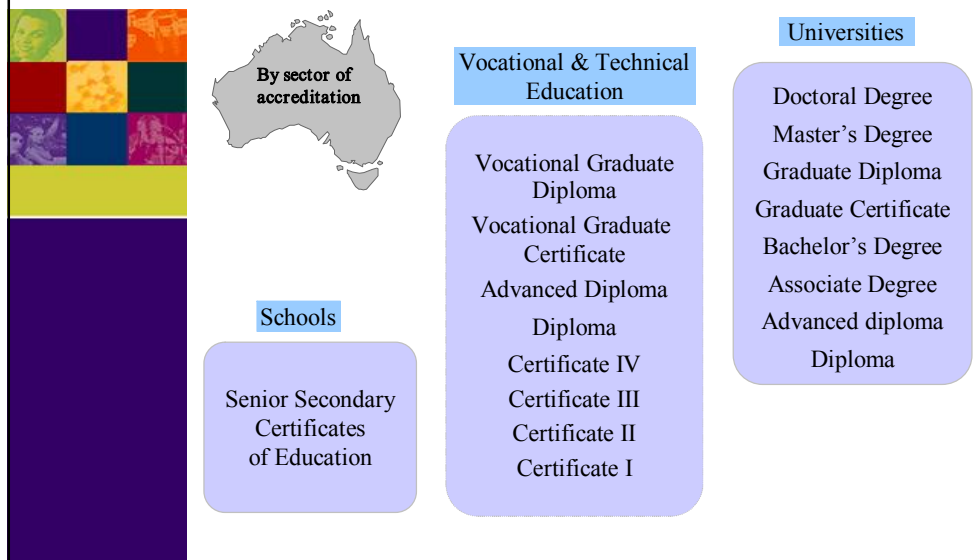 By sector of
accreditation
Schools
Senior Secondary
Certificates
of Education
Vocational & Technical
Education
Vocational Graduate
Diploma
Vocational Graduate
Certificate
Advanced Diploma
Diploma
Certificate IV
Certificate III
Certificate II
Certificate I
Universities
Doctoral Degree
Master’s Degree
Graduate Diploma
Graduate Certificate
Bachelor’s Degree
Associate Degree
Advanced diploma
Diploma